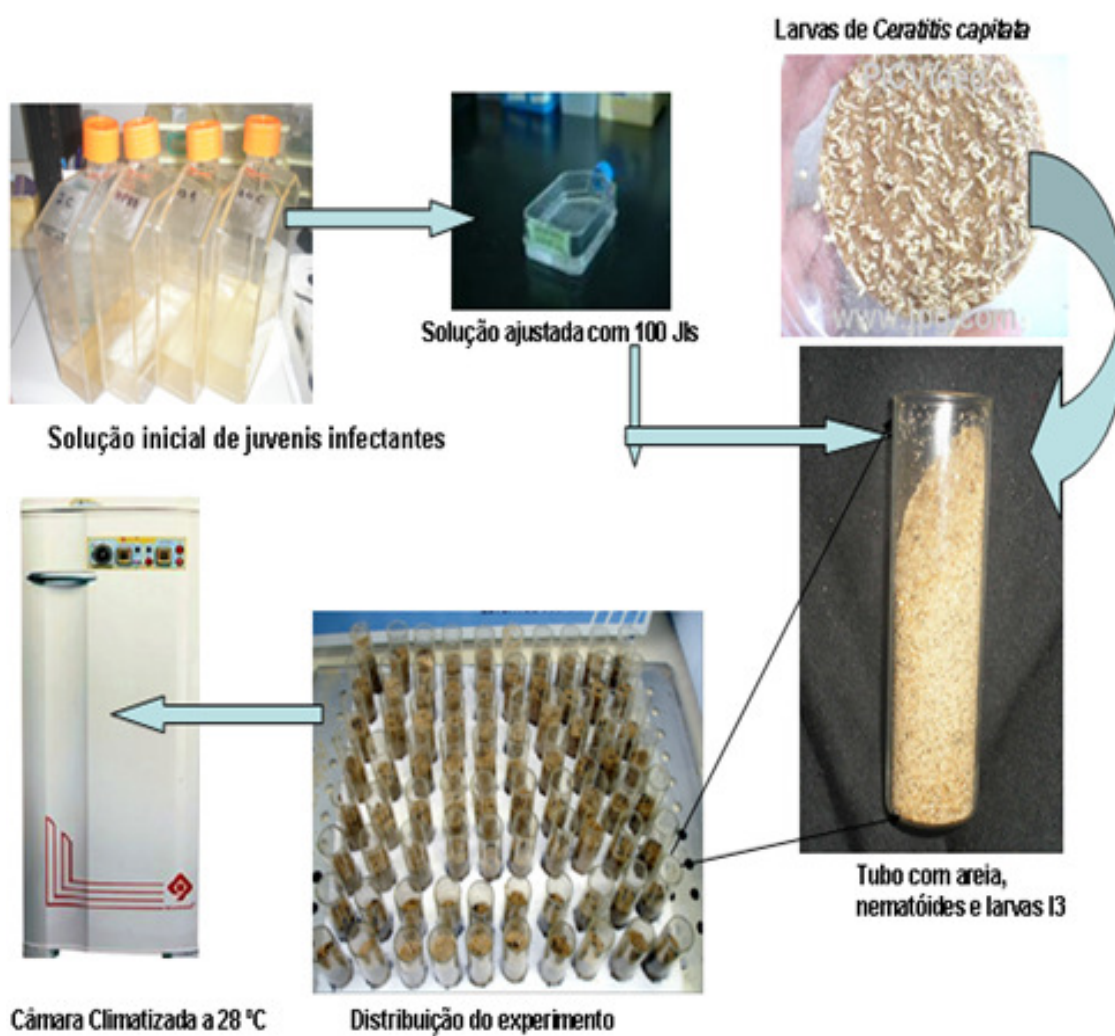 Larvas de Ceratitis capitata
Solução ajustada com 100 JIs
Solução inicial de juvenis infectantes
Tubo com areia,
nematóides e larvas l3
Câmara Climatizada a 28 ºC
Distribuição do experimento